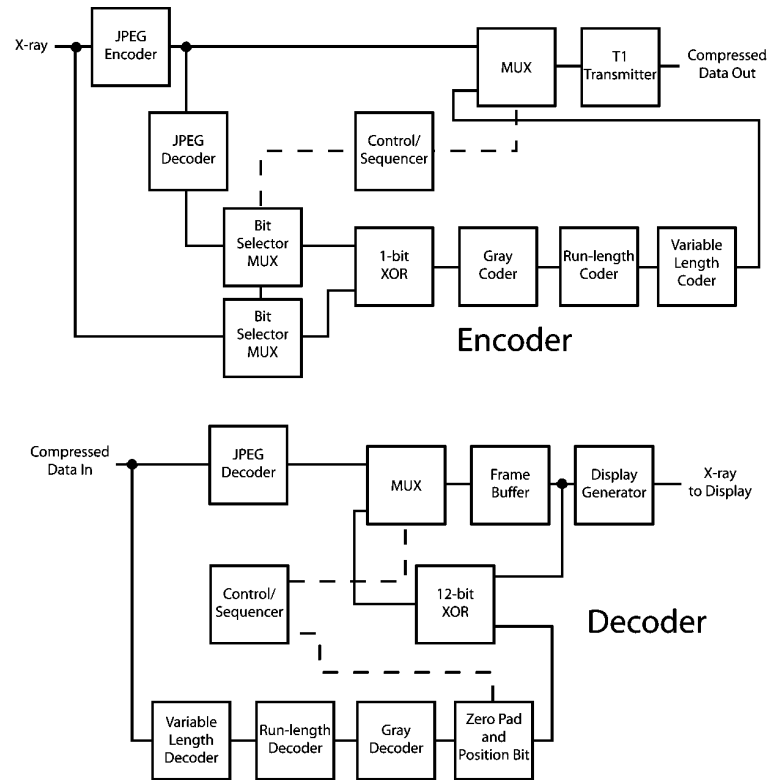 X-ray
JPEG
Encoder
MUX
T1
Transmitter
Compressed
Data Out
JPEG
Decoder
Control/
Sequencer
Bit
Selector
MUX
1-bit
XOR
Gray
Coder
Run-length
Coder
Variable
Length
Coder
Bit
Selector
MUX
Encoder
Compressed
Data In
JPEG
Decoder
MUX
Frame
Buffer
Display
Generator
X-ray
to Display
Control/
Sequencer
12-bit
XOR
Decoder
Variable
Length
Decoder
Run-length
Decoder
Gray
Decoder
Zero Pad
and
Position Bit